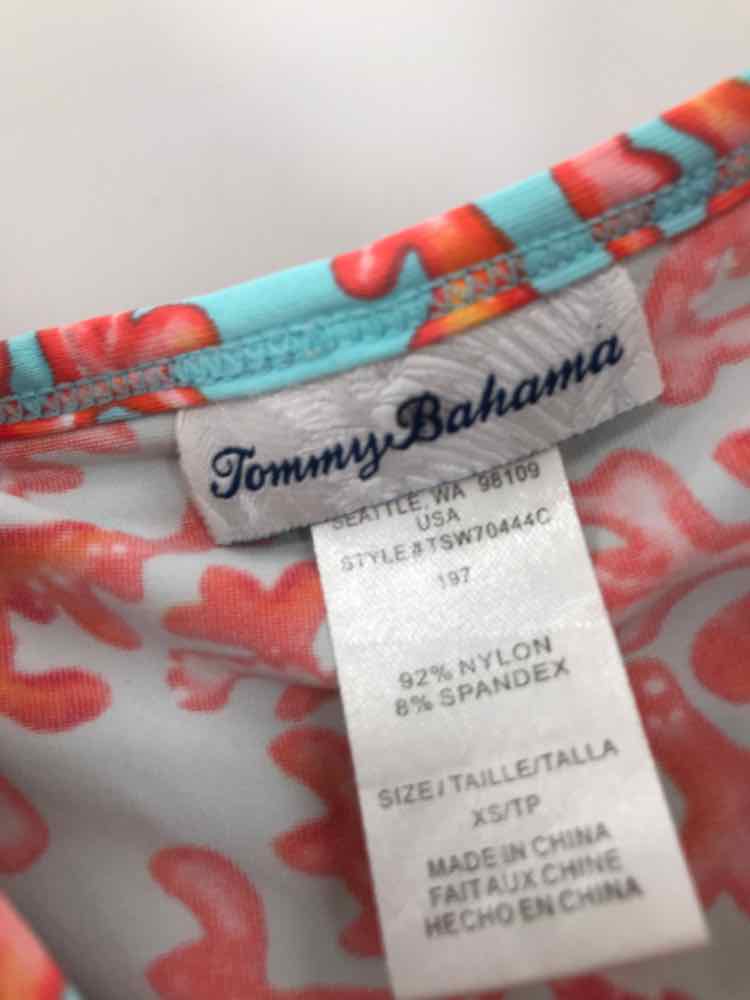 Tommy Bahama
SEATTLE, WA 98109
USA
STYLE#TSW70444C
197
92% NYLON
8% SPANDEX
SIZE/TAILLE/TALLA
XS/TP
MADE IN CHINA
FAIT AUX CHINE
HECHO EN CHINA